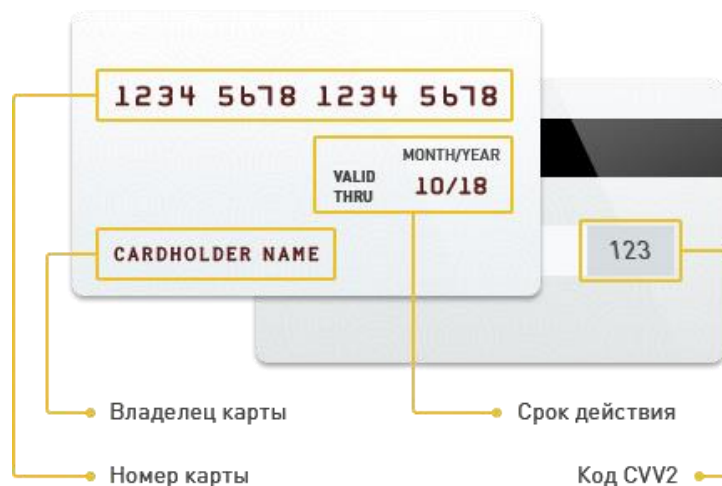 1234 5678 1234 5678
MONTH/YEAR
VALID
THRU
10/18
CARDHOLDER NAME
123
Владелец карты
Срок действия
Номер карты
Код CVV2